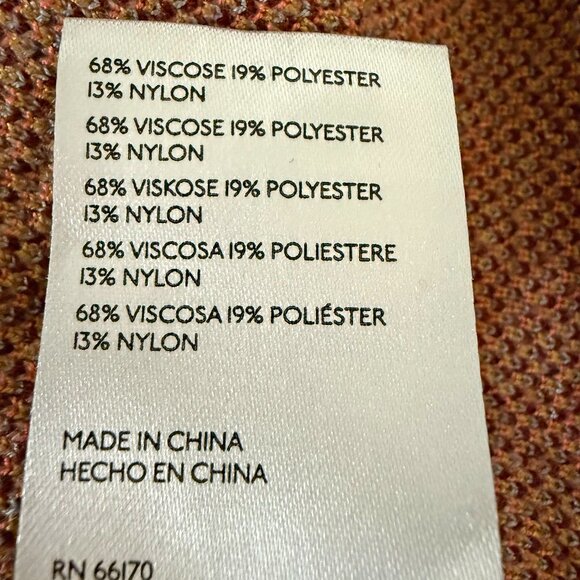 68% VISCOSE 19% POLYESTER
13% NYLON
68% VISCOSE 19% POLYESTER
13% NYLON
68% VISKOSE 19% POLYESTER
13% NYLON
68% VISCOSA 19% POLIESTERE
13% NYLON
68% VISCOSA 19% POLIÉSTER
13% NYLON
MADE IN CHINA
HECHO EN CHINA
RN 66170